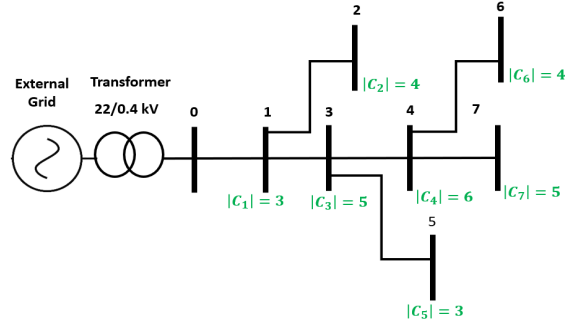 External
Grid
Transformer
22/0.4 kV
0
1
2
3
4
5
6
7
|C₁| = 3
|C₂| = 4
|C₃| = 5
|C₄| = 6
|C₅| = 3
|C₆| = 4
|C₇| = 5